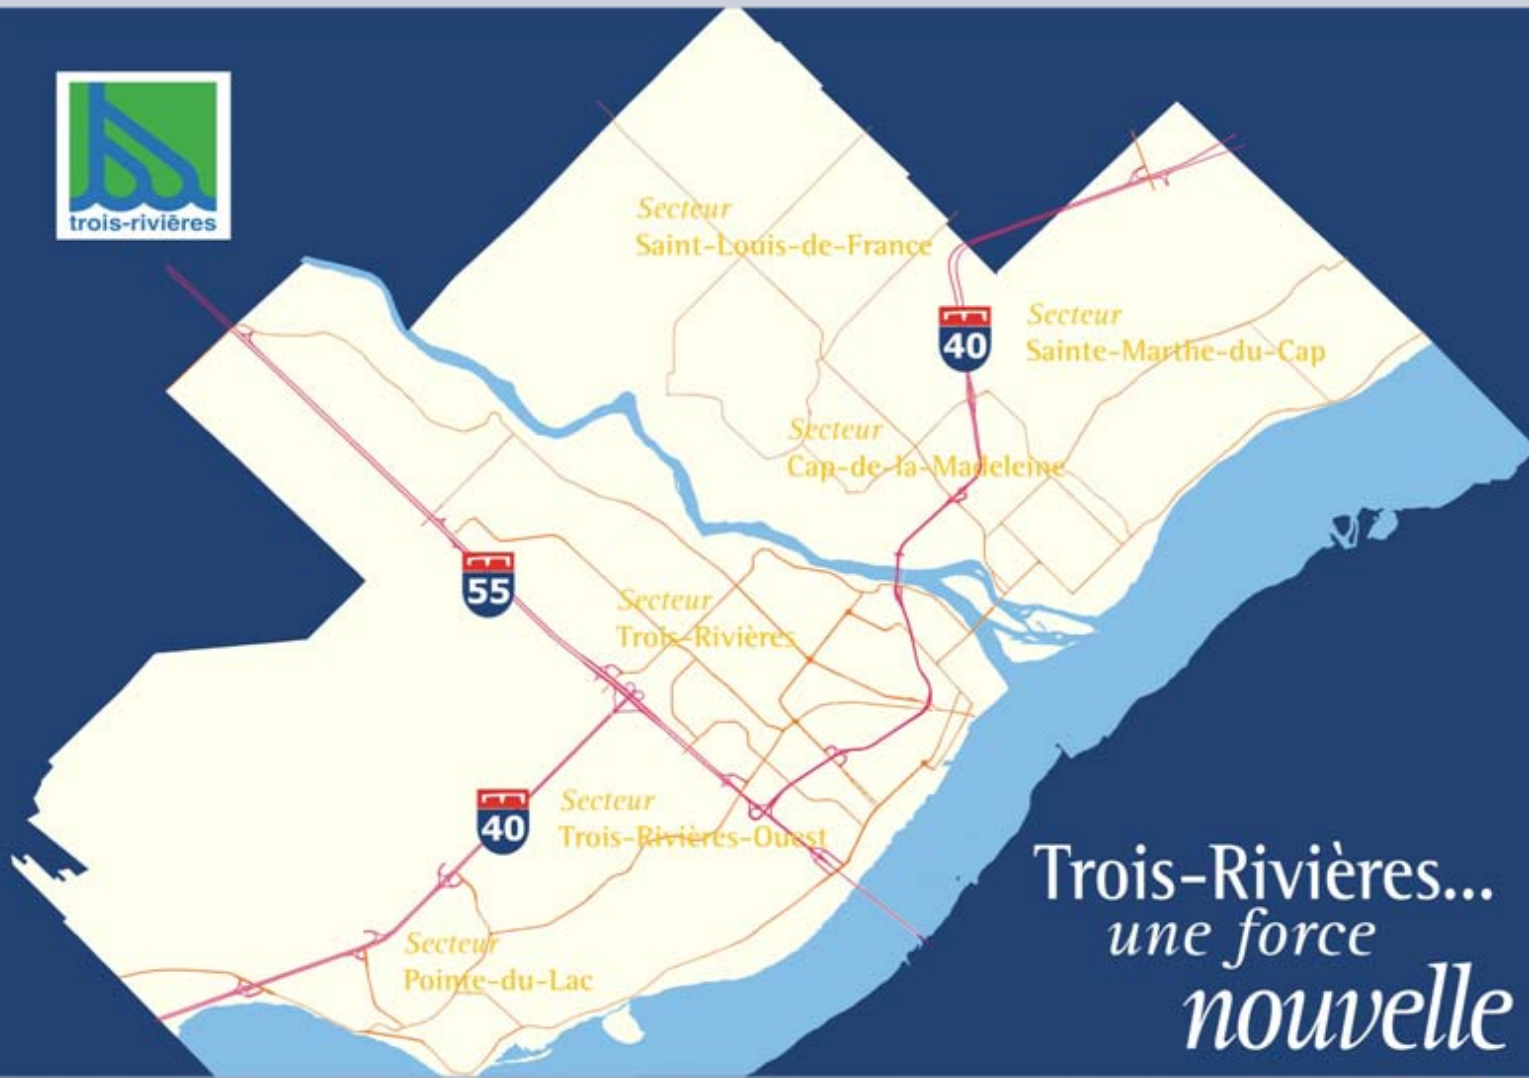 trois-rivières
Secteur
Saint-Louis-de-France
40
Secteur
Sainte-Marthe-du-Cap
Secteur
Cap-de-la-Madeleine
55
Secteur
Trois-Rivières
40
Secteur
Trois-Rivières-Ouest
Secteur
Pointe-du-Lac
Trois-Rivières...
une force
nouvelle